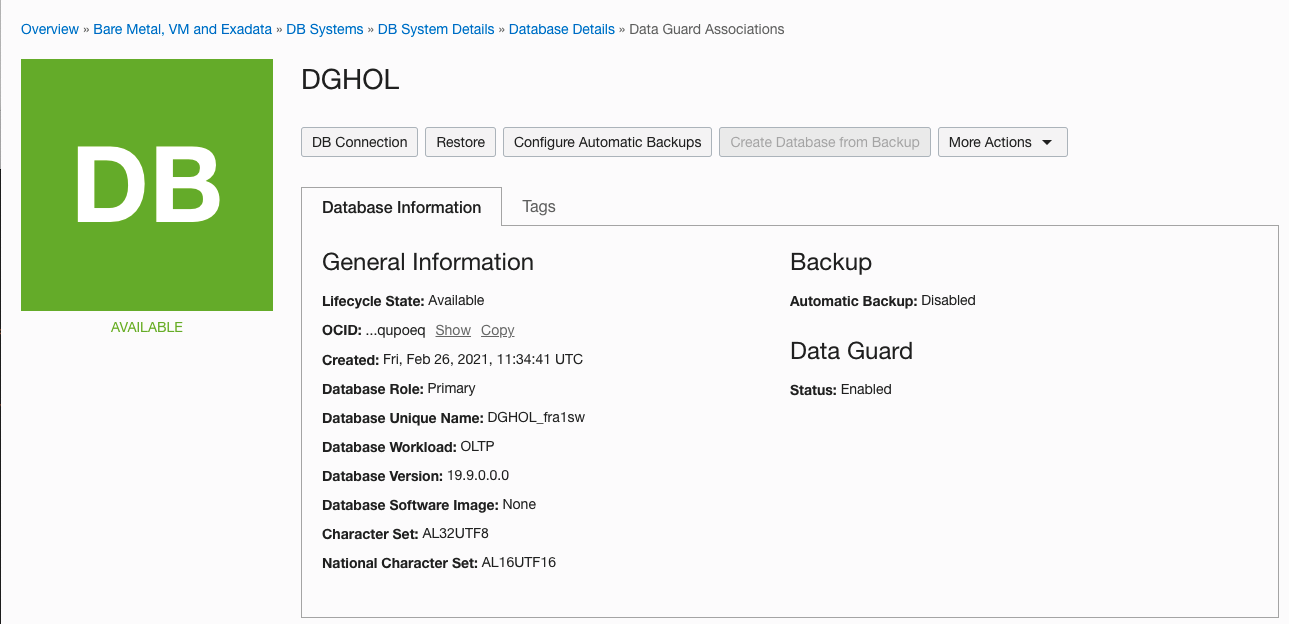 Overview » Bare Metal, VM and Exadata » DB Systems » DB System Details » Database Details » Data Guard Associations
DB
AVAILABLE
DGHOL
DB Connection Restore Configure Automatic Backups Create Database from Backup More Actions
Database Information Tags
General Information
Lifecycle State: Available
OCID: ...qupoeq Show Copy
Created: Fri, Feb 26, 2021, 11:34:41 UTC
Database Role: Primary
Database Unique Name: DGHOL_fra1sw
Database Workload: OLTP
Database Version: 19.9.0.0.0
Database Software Image: None
Character Set: AL32UTF8
National Character Set: AL16UTF16
Backup
Automatic Backup: Disabled
Data Guard
Status: Enabled